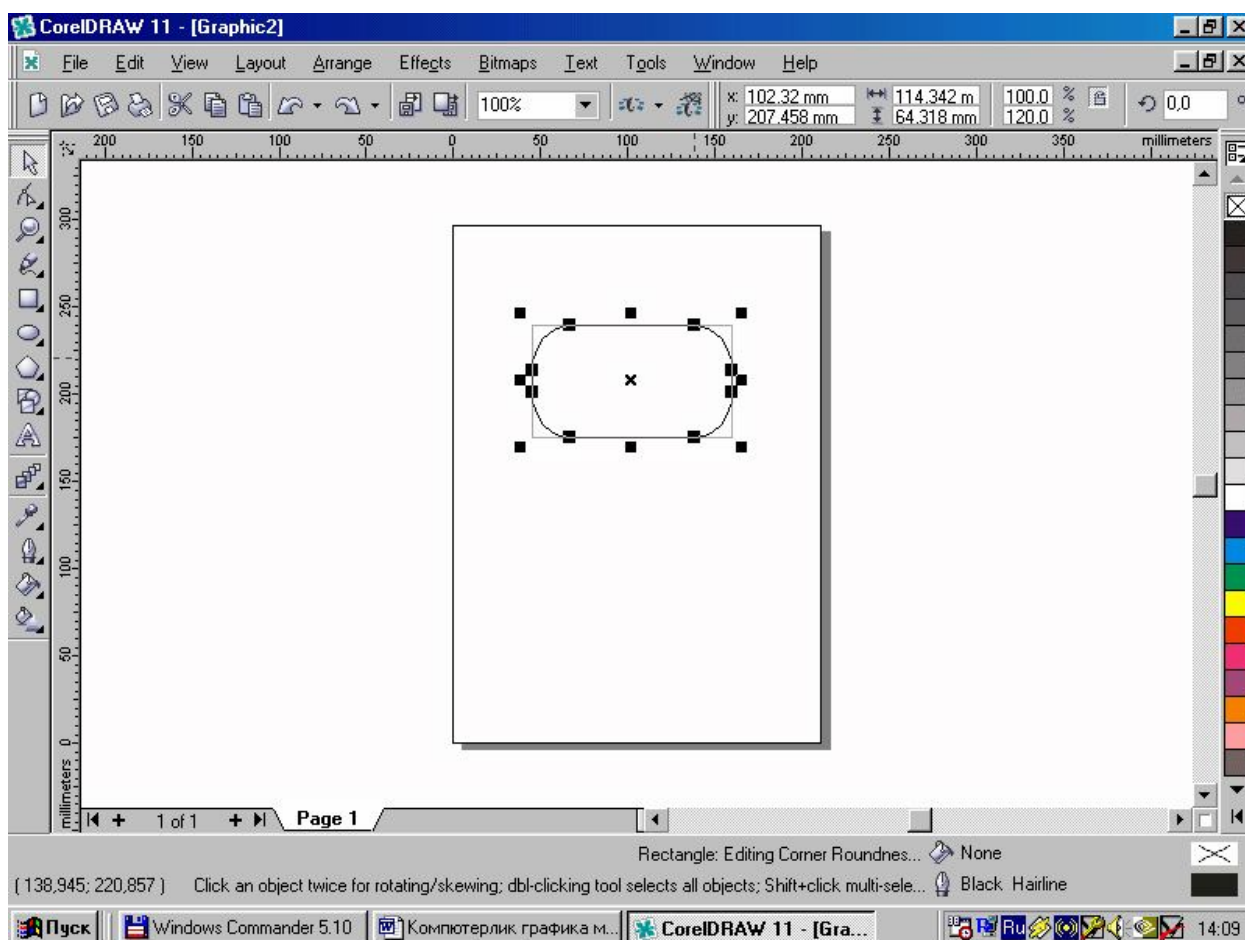 CorelDRAW 11 - [Graphic2]
File Edit View Layout Arrange Effects Bitmaps Text Tools Window Help
100% x: 102.32 mm 114.342 m 100.0 % 0,0 °
y: 207.458 mm 64.318 mm 120.0 %
200 150 100 50 0 50 100 150 200 250 300 350 millimeters
300
250
200
150
100
50
0
millimeters
1 of 1 Page 1
Rectangle: Editing Corner Roundnes... None
( 138,945; 220,857 ) Click an object twice for rotating/skewing; dbl-clicking tool selects all objects; Shift+click multi-sele... Black Hairline
Пуск Windows Commander 5.10 Компютерлик графика м... CorelDRAW 11 - [Gra... Ru 14:09